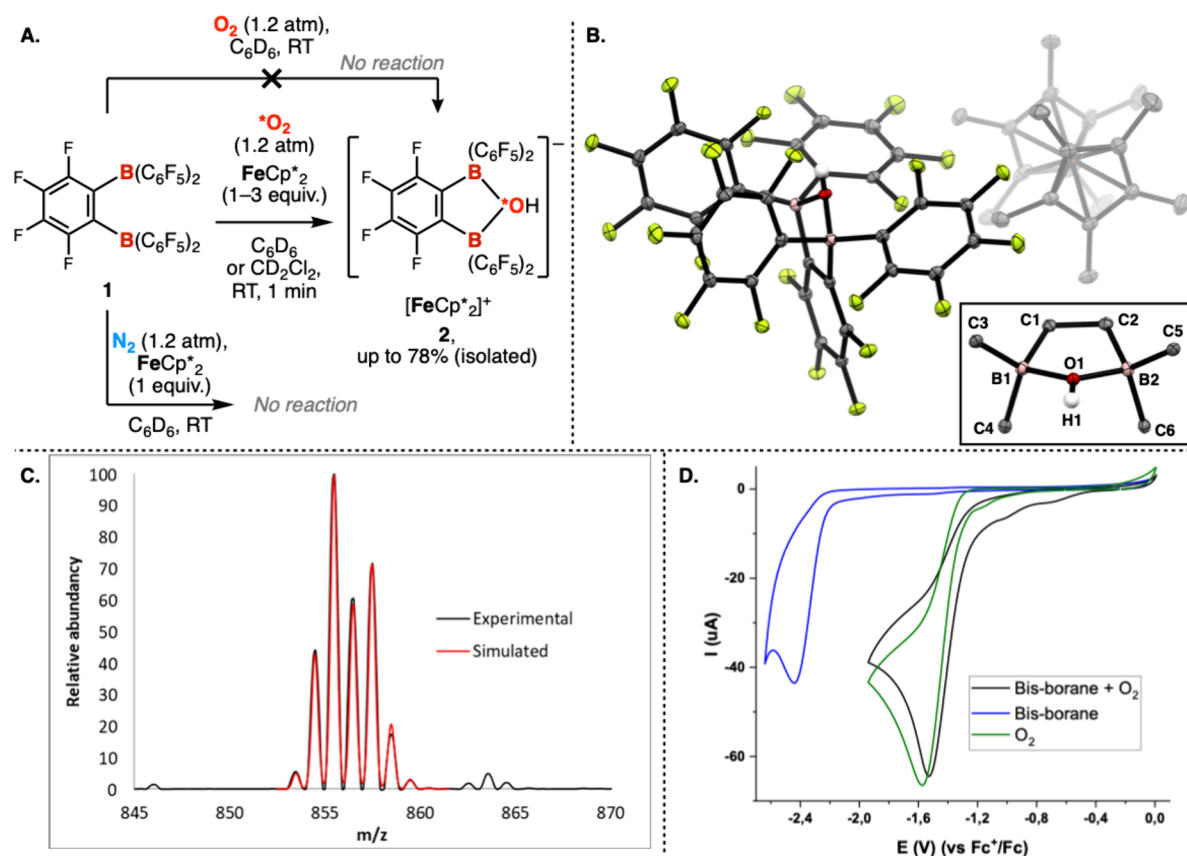 A.
O2 (1.2 atm),
C6D6, RT
No reaction
*O2
(1.2 atm)
FeCp*2
(1–3 equiv.)
C6D6
or CD2Cl2,
RT, 1 min
F
F
F
F
B(C6F5)2
B(C6F5)2
1
F
F
F
F
(C6F5)2
B
*OH
B
(C6F5)2
–
[FeCp*2]+
2,
up to 78% (isolated)
N2 (1.2 atm),
FeCp*2
(1 equiv.)
C6D6, RT
No reaction
B.
C3
C1
C2
C5
B1
O1
B2
H1
C4
C6
C.
Relative abundancy
100
90
80
70
60
50
40
30
20
10
0
845
850
855
860
865
870
m/z
Experimental
Simulated
D.
I (uA)
0
-20
-40
-60
-2,4
-2,0
-1,6
-1,2
-0,8
-0,4
0,0
E (V) (vs Fc+/Fc)
Bis-borane + O2
Bis-borane
O2